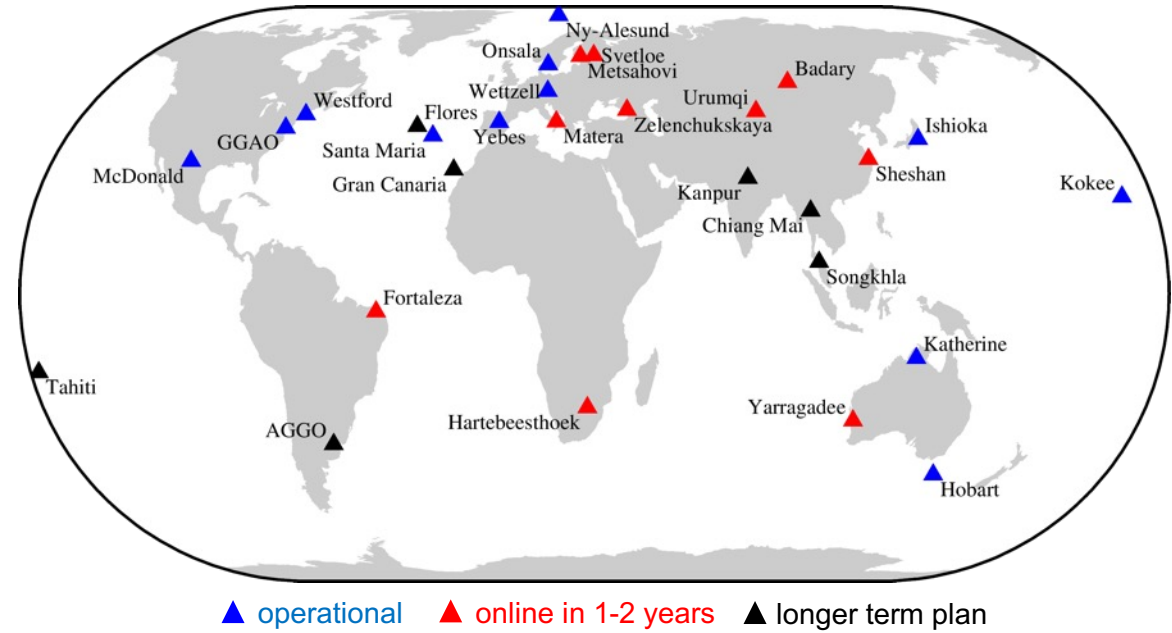 Ny-Alesund
Onsala
Svetloe
Metsahovi
Badary
Wettzell
Urumqi
Westford
Flores
Zelenchukskaya
Ishioka
GGAO
Yebes
Matera
Santa Maria
McDonald
Gran Canaria
Sheshan
Kanpur
Kokee
Chiang Mai
Songkhla
Fortaleza
Katherine
Tahiti
Yarragadee
Hartebeesthoek
AGGO
Hobart
operational online in 1-2 years longer term plan